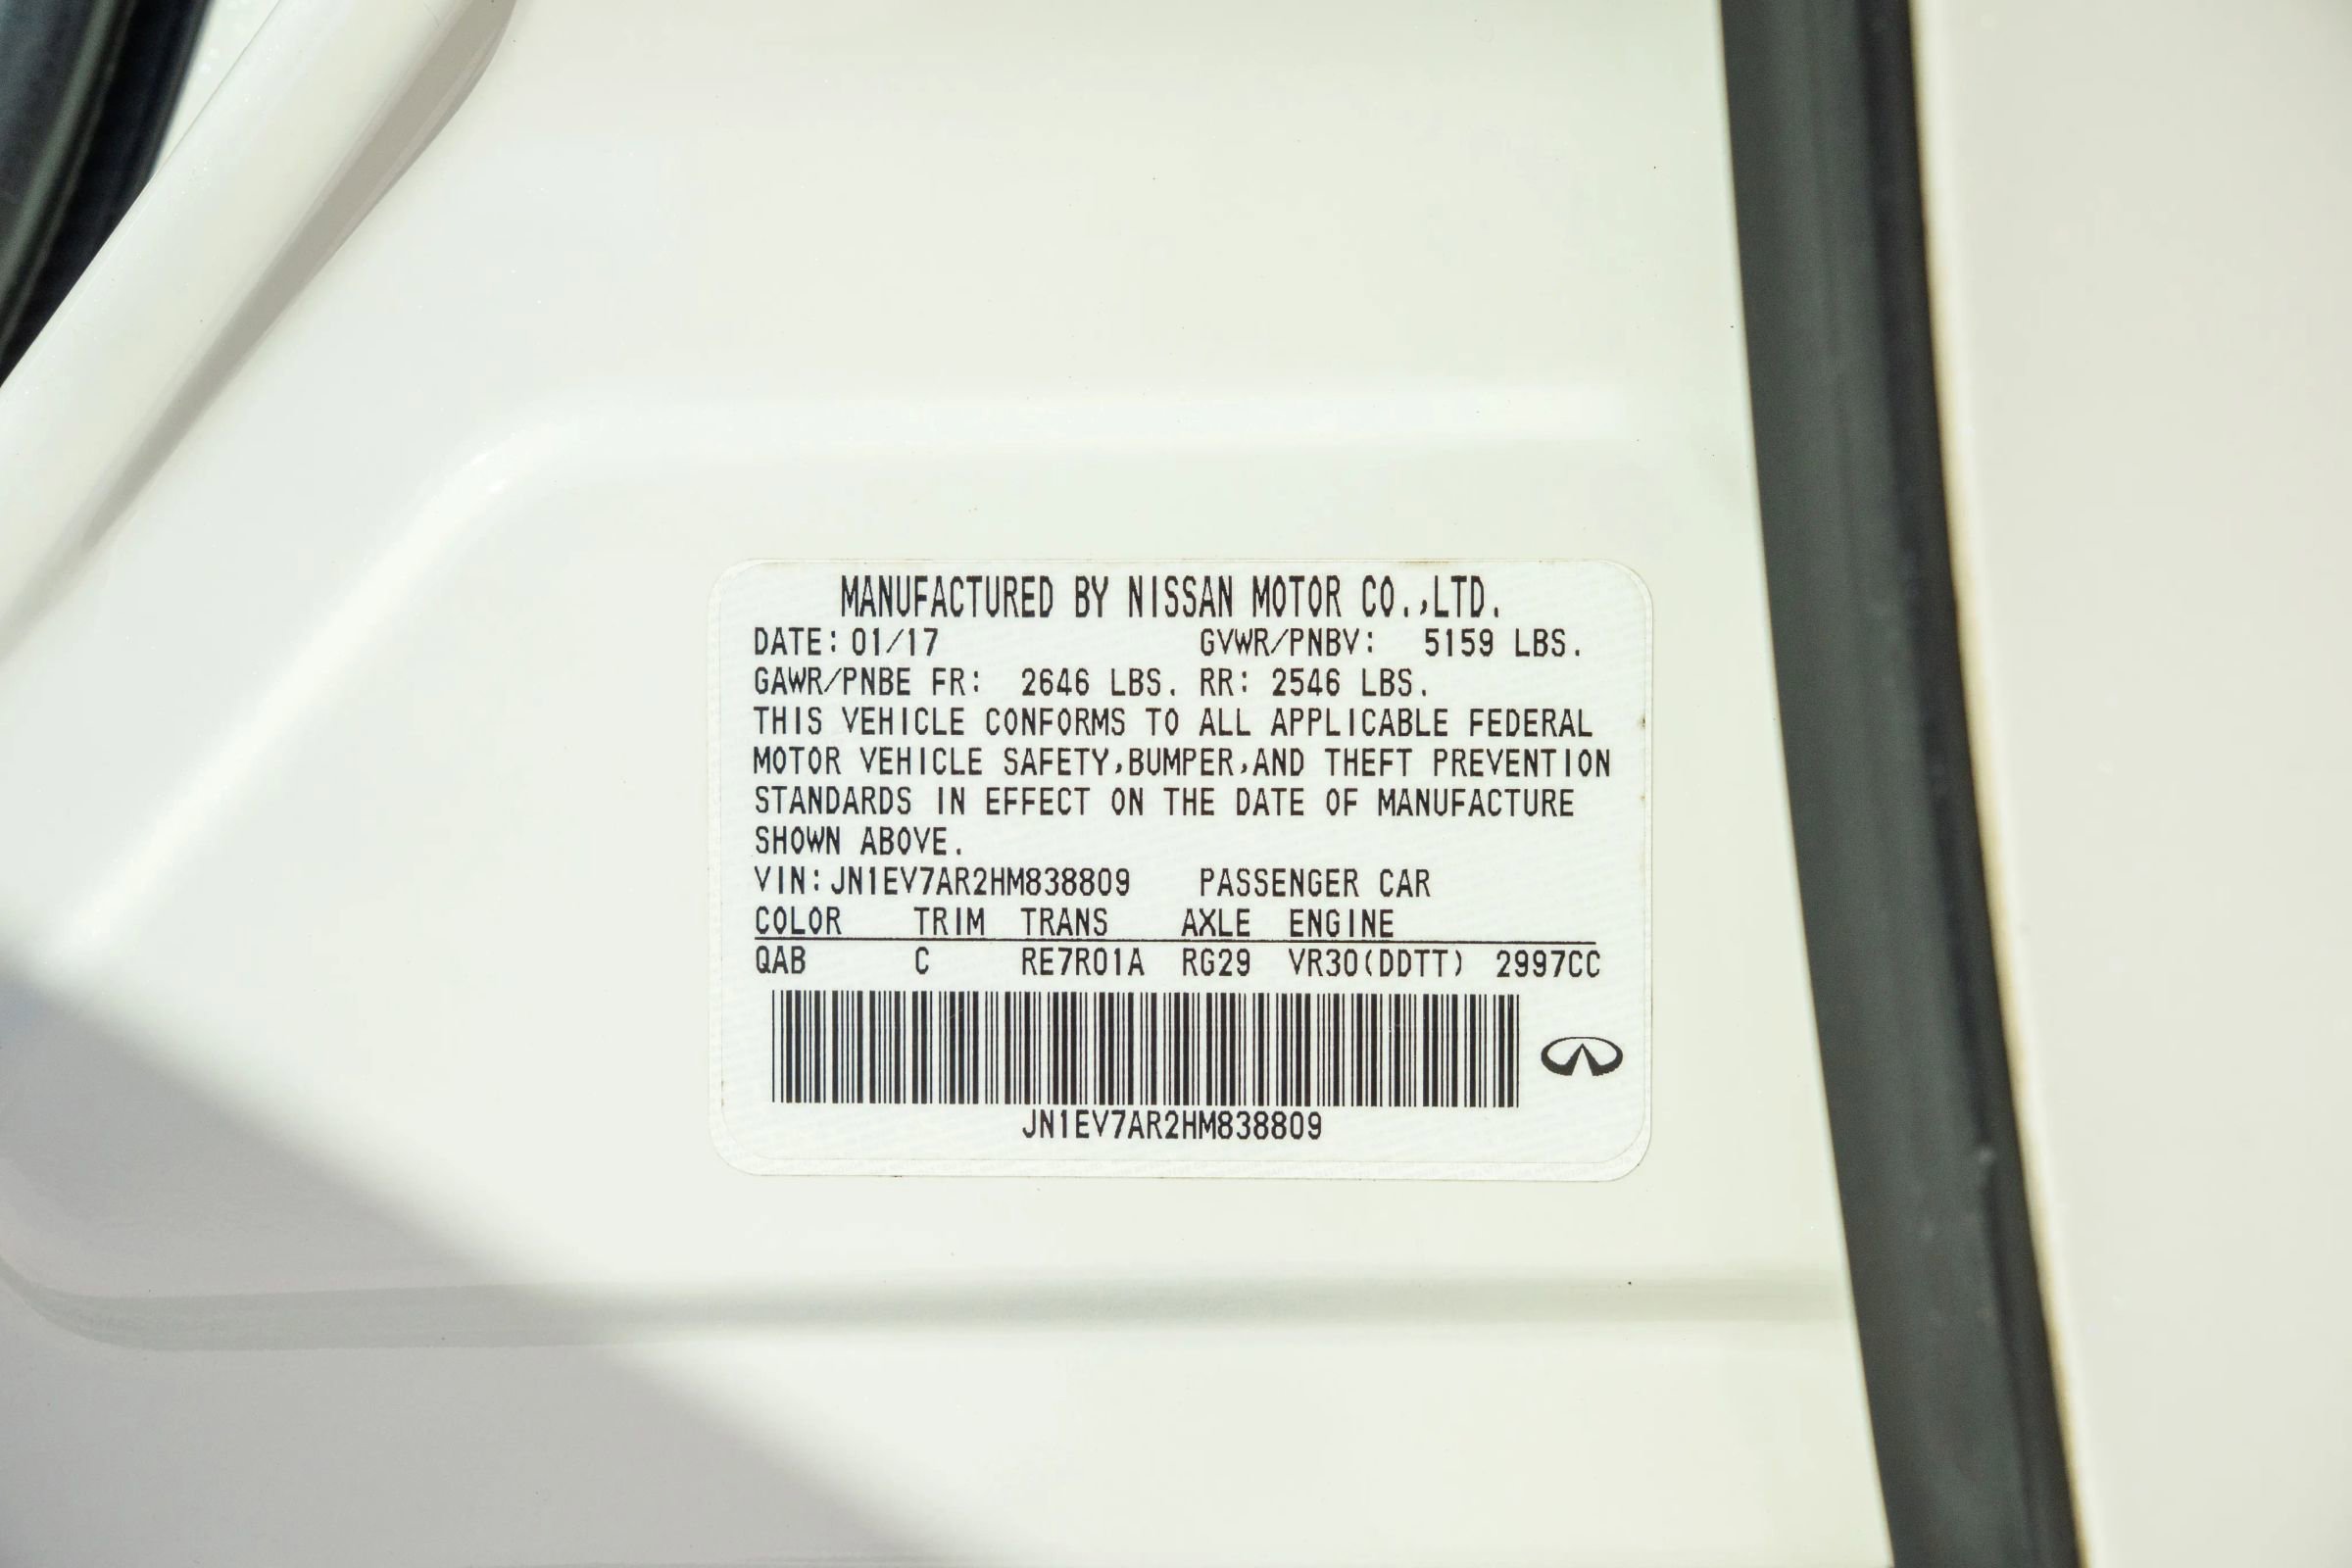 MANUFACTURED BY NISSAN MOTOR CO.,LTD.
DATE: 01/17 GVWR/PNBV: 5159 LBS.
GAWR/PNBE FR: 2646 LBS. RR: 2546 LBS.
THIS VEHICLE CONFORMS TO ALL APPLICABLE FEDERAL
MOTOR VEHICLE SAFETY,BUMPER,AND THEFT PREVENTION
STANDARDS IN EFFECT ON THE DATE OF MANUFACTURE
SHOWN ABOVE.
VIN:JN1EV7AR2HM838809 PASSENGER CAR
COLOR TRIM TRANS AXLE ENGINE
QAB C RE7R01A RG29 VR30(DDTT) 2997CC
JN1EV7AR2HM838809